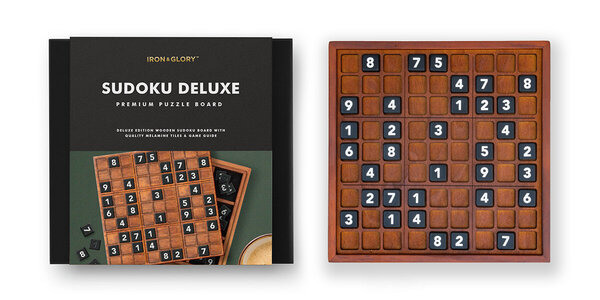 IRON & GLORY™
SUDOKU DELUXE
PREMIUM PUZZLE BOARD
DELUXE EDITION WOODEN SUDOKU BOARD WITH
QUALITY MELAMINE TILES & GAME GUIDE
8 7 5
4 7 8
9 4 1 2 3
1 2 3 4
6 8 5 2
4 1 9 3
2 7 1 4 6
3 1 4
8 2 7